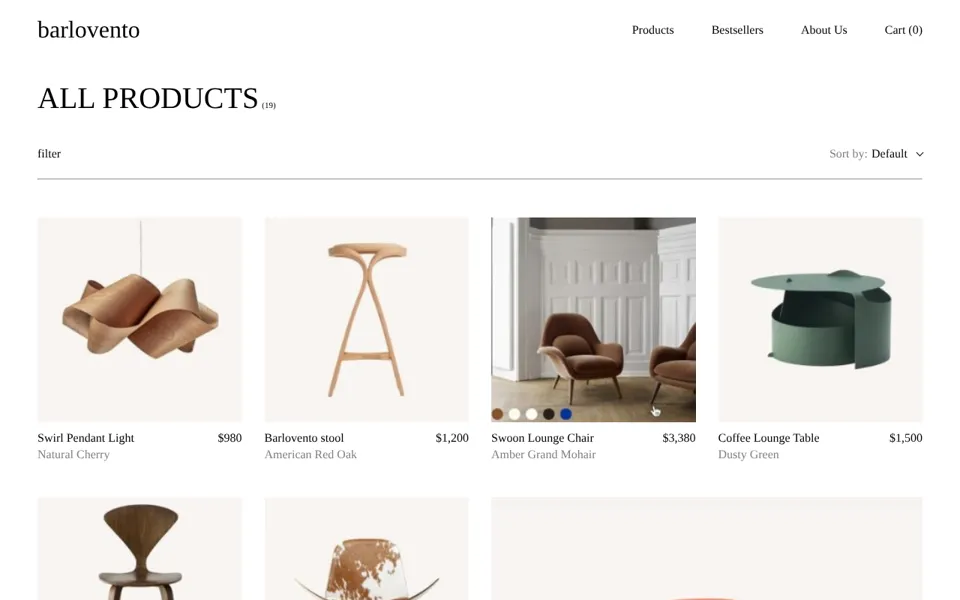 barlovento
Products Bestsellers About Us Cart (0)
ALL PRODUCTS (19)
filter
Sort by: Default
Swirl Pendant Light $980
Natural Cherry
Barlovento stool $1,200
American Red Oak
Swoon Lounge Chair $3,380
Amber Grand Mohair
Coffee Lounge Table $1,500
Dusty Green